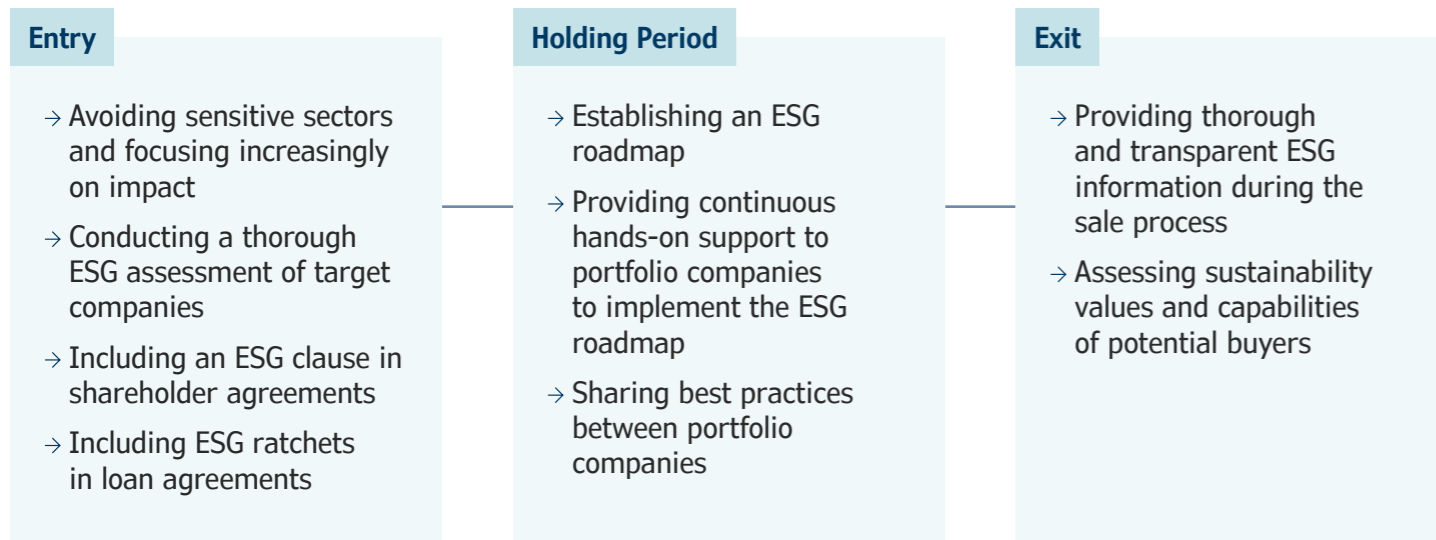 Entry
→ Avoiding sensitive sectors
and focusing increasingly
on impact
→ Conducting a thorough
ESG assessment of target
companies
→ Including an ESG clause in
shareholder agreements
→ Including ESG ratchets
in loan agreements
Holding Period
→ Establishing an ESG
roadmap
→ Providing continuous
hands-on support to
portfolio companies
to implement the ESG
roadmap
→ Sharing best practices
between portfolio
companies
Exit
→ Providing thorough
and transparent ESG
information during the
sale process
→ Assessing sustainability
values and capabilities
of potential buyers